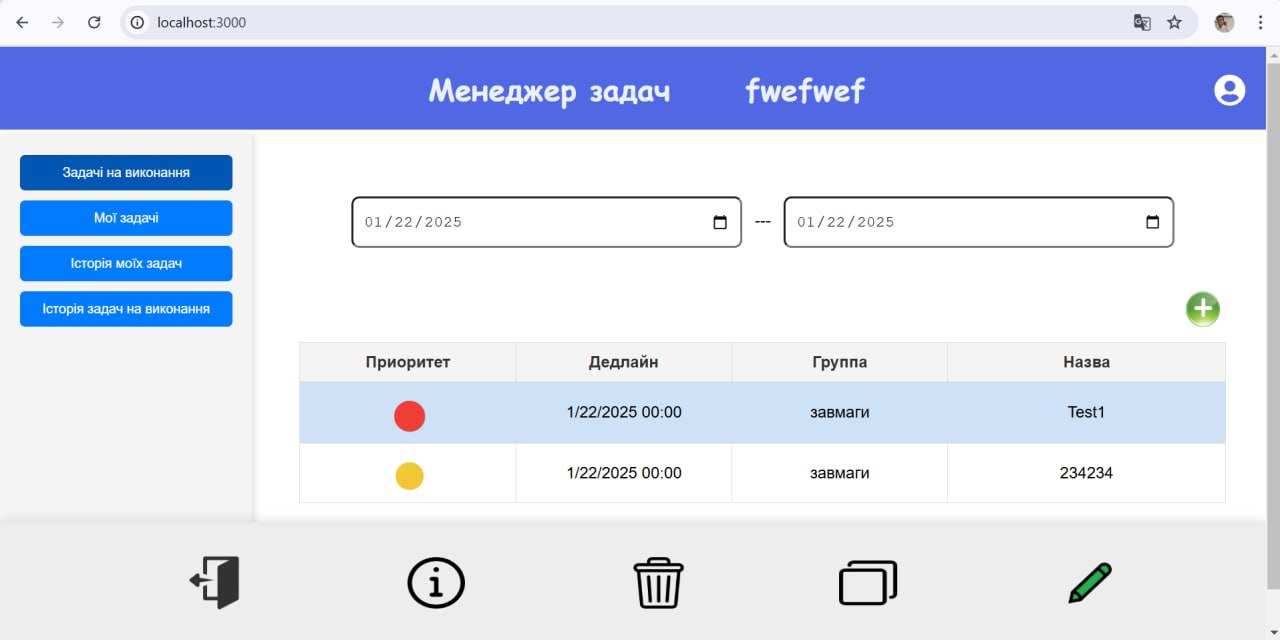 localhost:3000
Менеджер задач fwefwef
Задачі на виконання
Мої задачі
Історія моїх задач
Історія задач на виконання
01/22/2025 --- 01/22/2025
Приоритет Дедлайн Группа Назва
1/22/2025 00:00 завмаги Test1
1/22/2025 00:00 завмаги 234234